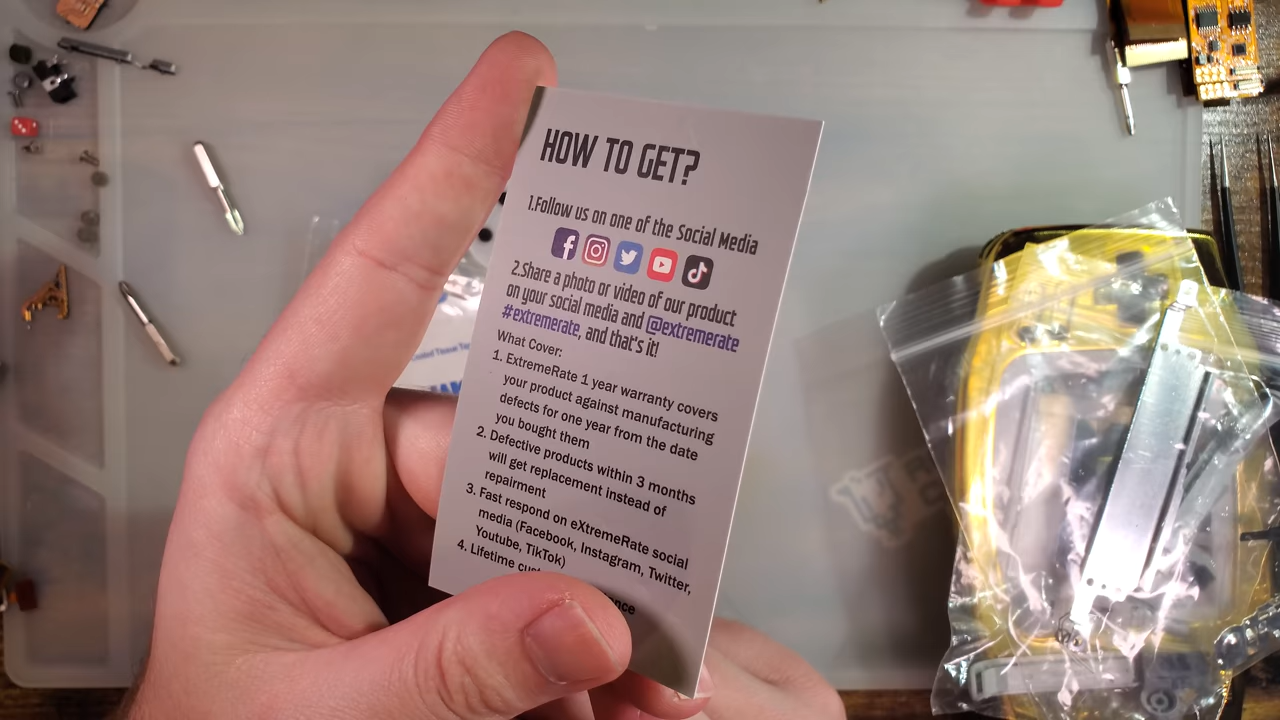 HOW TO GET?
1.Follow us on one of the Social Media
2.Share a photo or video of our product
on your social media and @extremerate
#extremerate, and that's it!
What Cover:
1. ExtremeRate 1 year warranty covers
your product against manufacturing
defects for one year from the date
you bought them
2. Defective products within 3 months
will get replacement instead of
repairment
3. Fast respond on eXtremeRate social
media (Facebook, Instagram, Twitter,
Youtube, TikTok)
4. Lifetime